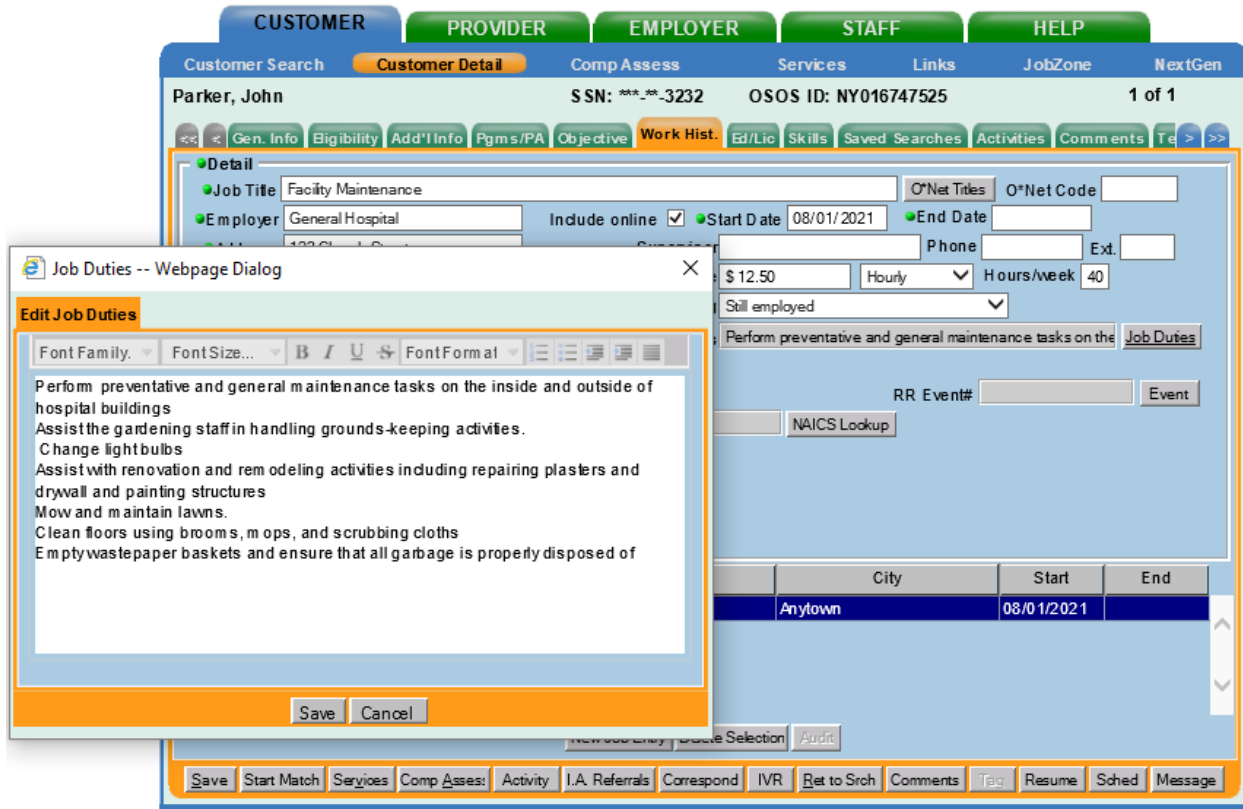 CUSTOMER PROVIDER EMPLOYER STAFF HELP
Customer Search Customer Detail Comp Assess Services Links JobZone NextGen
Parker, John SSN: ***-**-3232 OSOS ID: NY016747525 1 of 1
<< < Gen. Info Eligibility Add'l Info Pgms/PA Objective Work Hist. Ed/Lic Skills Saved Searches Activities Comments Te > >>
Detail
Job Title Facility Maintenance O*Net Titles O*Net Code
Employer General Hospital Include online Start Date 08/01/2021 End Date
Phone Ext.
$ 12.50 Hourly Hours/week 40
Still employed
Perform preventative and general maintenance tasks on the Job Duties
RR Event# Event
NAICS Lookup
City Start End
Anytown 08/01/2021
Selection Audit
Save Start Match Services Comp Assess Activity I.A. Referrals Correspond IVR Ret to Srch Comments Tag Resume Sched Message
Job Duties -- Webpage Dialog
Edit Job Duties
Font Family. Font Size... B I U S Font Format
Perform preventative and general maintenance tasks on the inside and outside of
hospital buildings
Assist the gardening staff in handling grounds-keeping activities.
Change light bulbs
Assist with renovation and remodeling activities including repairing plasters and
drywall and painting structures
Mow and maintain lawns.
Clean floors using brooms, mops, and scrubbing cloths
Empty wastepaper baskets and ensure that all garbage is properly disposed of
Save Cancel